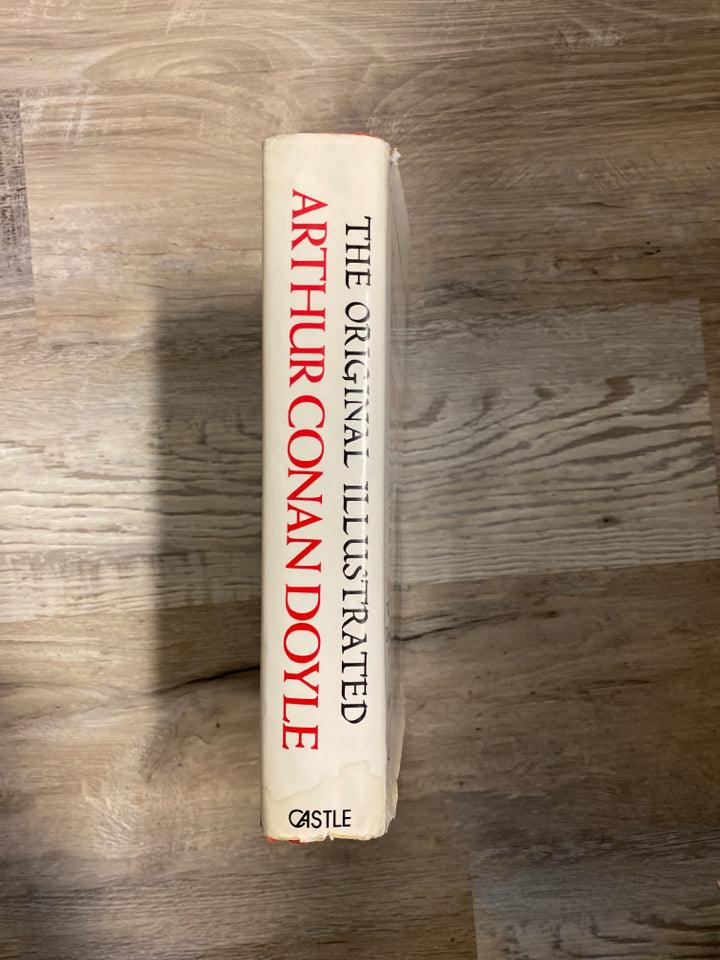 THE ORIGINAL ILLUSTRATED
ARTHUR CONAN DOYLE
CASTLE